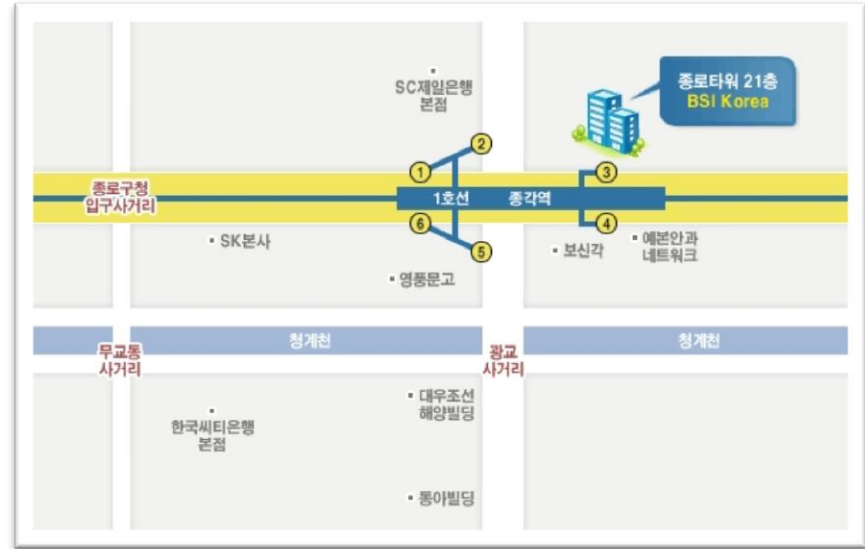 SC제일은행
본점
종로타워 21층
BSI Korea
②
①
③
종로구청
입구사거리
1호선
종각역
⑥
④
⑤
SK본사
보신각
예본안과
네트워크
영풍문고
청계천
청계천
무교동
사거리
광교
사거리
대우조선
해양빌딩
한국씨티은행
본점
동아빌딩